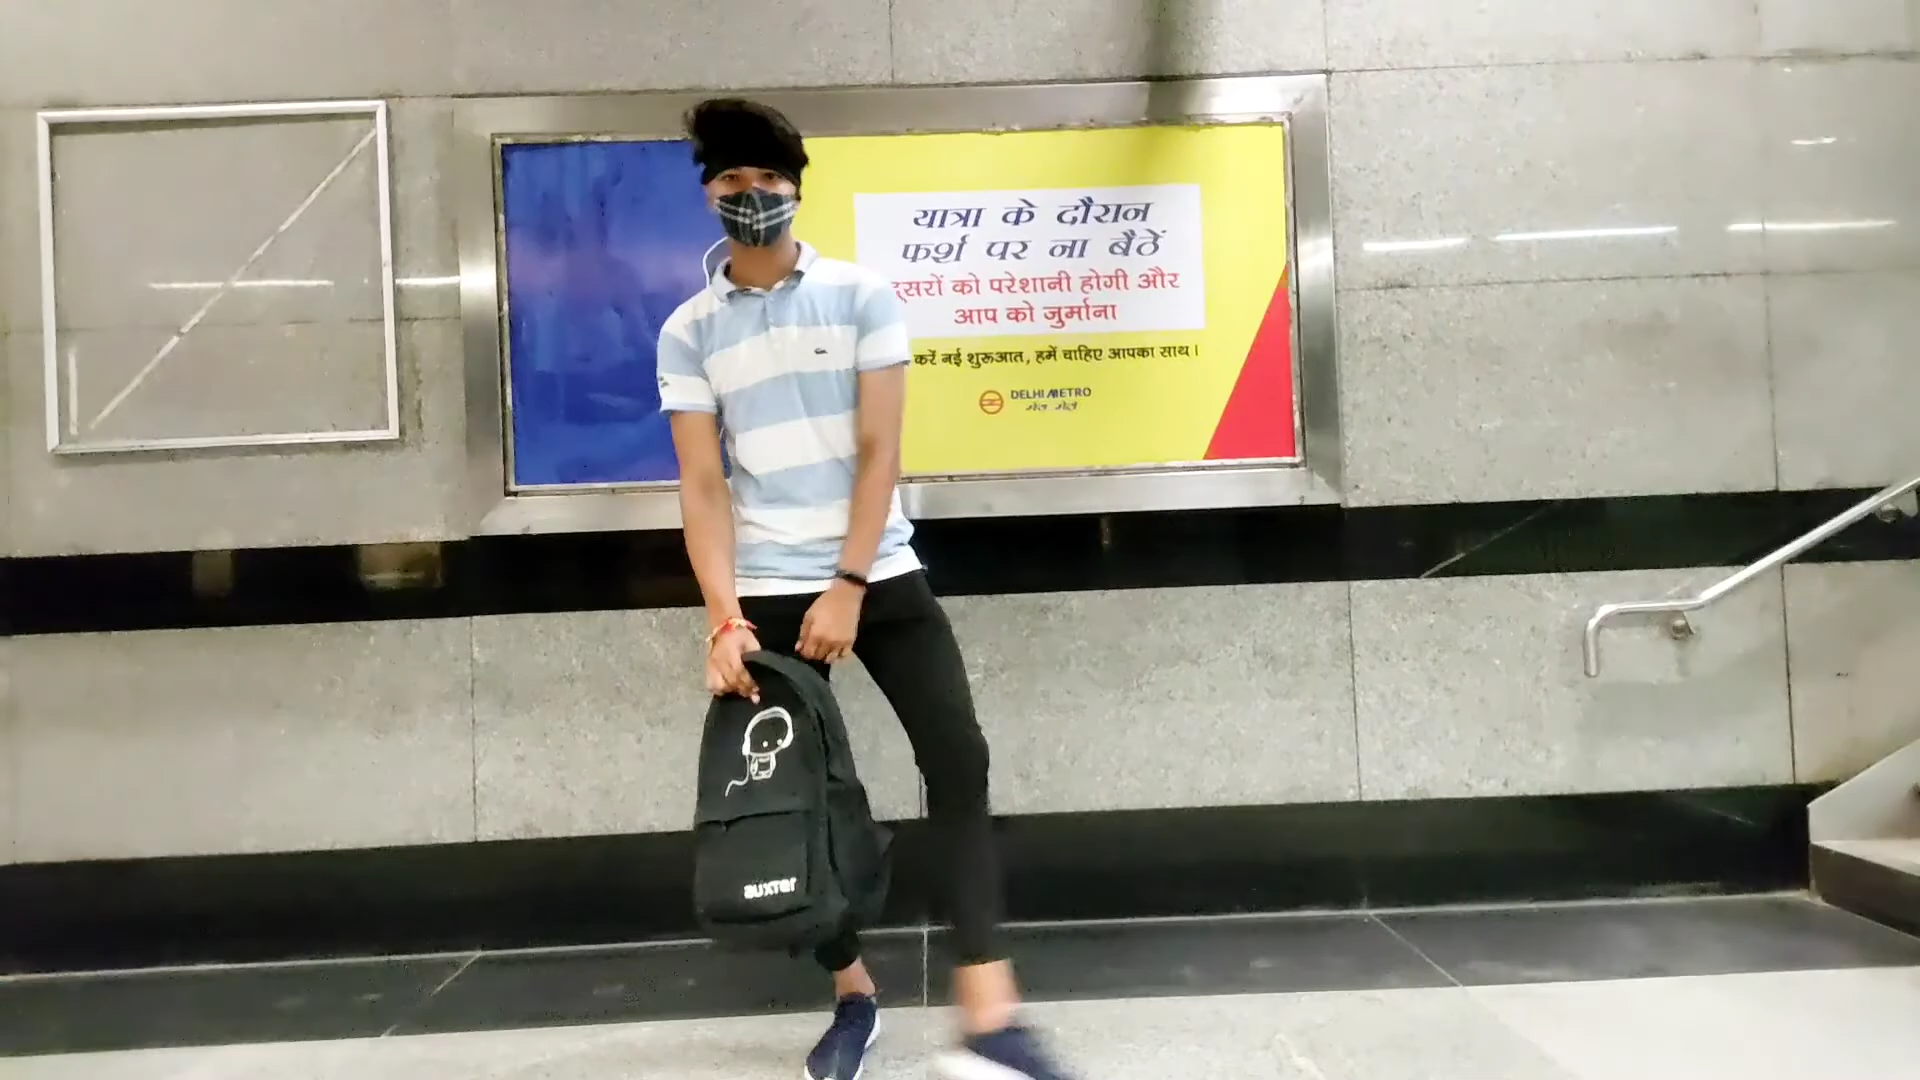 यात्रा के दौरान
फर्श पर ना बैठें
दूसरों को परेशानी होगी और
आप को जुर्माना
करें नई शुरूआत, हमें चाहिए आपका साथ।
DELHI METRO
auxter